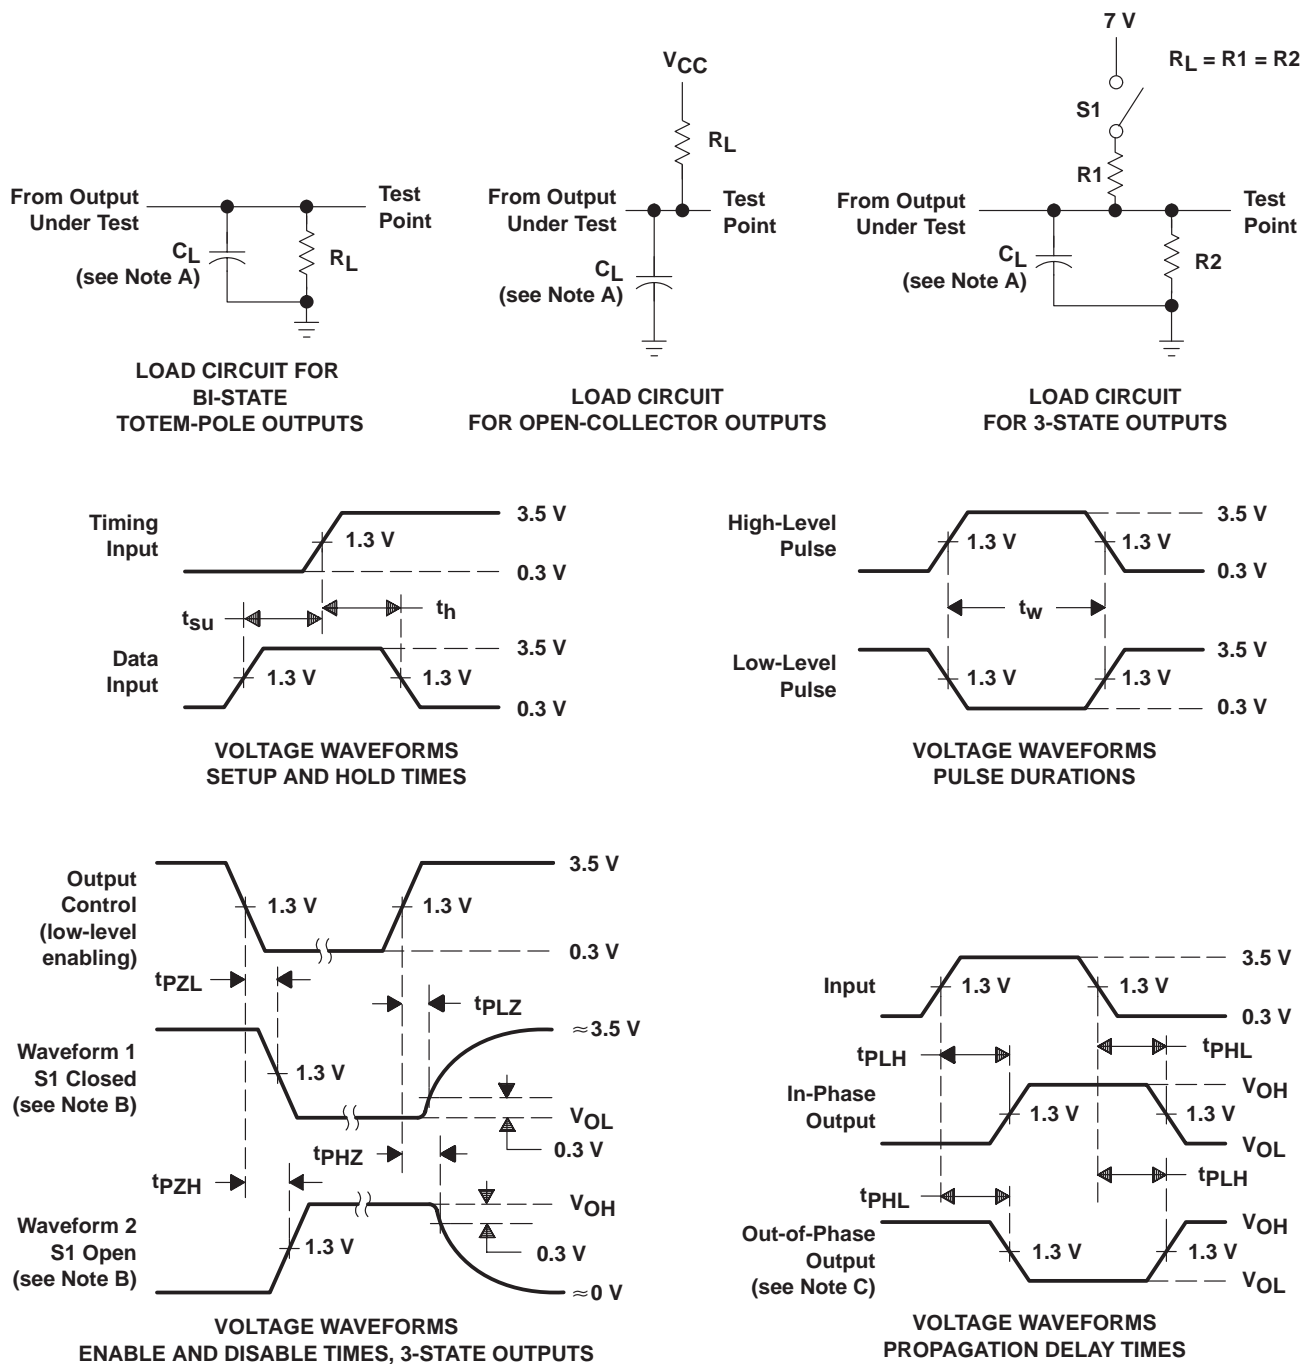 7 V
RL = R1 = R2
S1
R1
From Output
Under Test
Test
Point
CL
(see Note A)
R2
LOAD CIRCUIT
FOR 3-STATE OUTPUTS
VCC
RL
From Output
Under Test
Test
Point
CL
(see Note A)
LOAD CIRCUIT
FOR OPEN-COLLECTOR OUTPUTS
From Output
Under Test
Test
Point
CL
(see Note A)
RL
LOAD CIRCUIT FOR
BI-STATE
TOTEM-POLE OUTPUTS
Timing
Input
3.5 V
1.3 V
0.3 V
tsu
th
Data
Input
3.5 V
1.3 V
1.3 V
0.3 V
VOLTAGE WAVEFORMS
SETUP AND HOLD TIMES
High-Level
Pulse
3.5 V
1.3 V
1.3 V
0.3 V
tw
Low-Level
Pulse
3.5 V
1.3 V
1.3 V
0.3 V
VOLTAGE WAVEFORMS
PULSE DURATIONS
Output
Control
(low-level
enabling)
3.5 V
1.3 V
1.3 V
0.3 V
tPZL
tPLZ
Waveform 1
S1 Closed
(see Note B)
≈3.5 V
1.3 V
VOL
0.3 V
tPHZ
tPZH
Waveform 2
S1 Open
(see Note B)
VOH
1.3 V
0.3 V
≈0 V
VOLTAGE WAVEFORMS
ENABLE AND DISABLE TIMES, 3-STATE OUTPUTS
Input
3.5 V
1.3 V
1.3 V
0.3 V
tPLH
tPHL
In-Phase
Output
VOH
1.3 V
1.3 V
VOL
tPHL
tPLH
Out-of-Phase
Output
(see Note C)
VOH
1.3 V
1.3 V
VOL
VOLTAGE WAVEFORMS
PROPAGATION DELAY TIMES